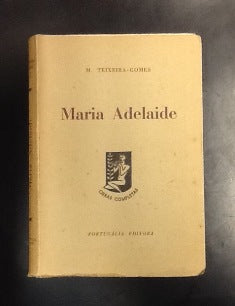 M. TEIXEIRA-GOMES
Maria Adelaide
OBRAS COMPLETAS
PORTUGÁLIA EDITORA